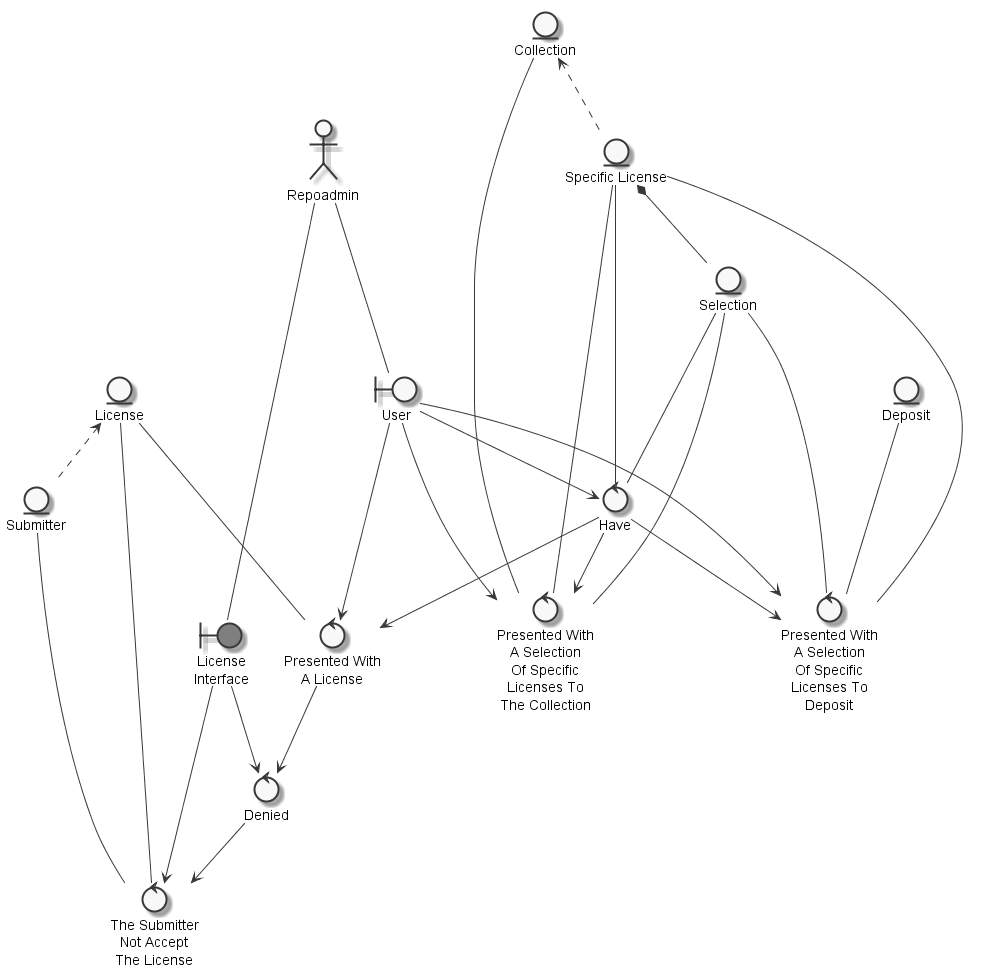 Collection
Specific License
Repoadmin
Selection
License
User
Deposit
Submitter
Have
License
Interface
Presented With
A License
Presented With
A Selection
Of Specific
Licenses To
The Collection
Presented With
A Selection
Of Specific
Licenses To
Deposit
Denied
The Submitter
Not Accept
The License